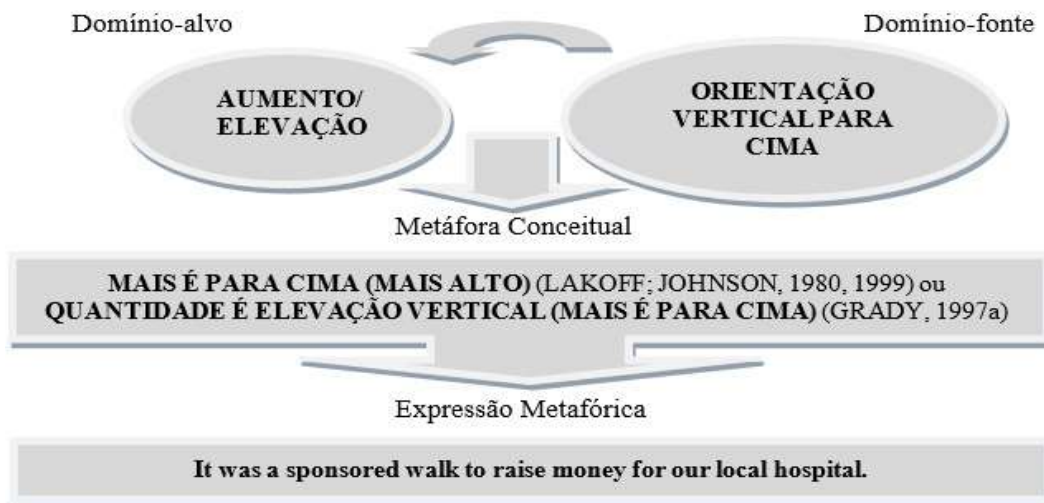 Domínio-alvo
Domínio-fonte
AUMENTO/
ELEVAÇÃO
ORIENTAÇÃO
VERTICAL PARA
CIMA
Metáfora Conceitual
MAIS É PARA CIMA (MAIS ALTO) (LAKOFF; JOHNSON, 1980, 1999) ou
QUANTIDADE É ELEVAÇÃO VERTICAL (MAIS É PARA CIMA) (GRADY, 1997a)
Expressão Metafórica
It was a sponsored walk to raise money for our local hospital.